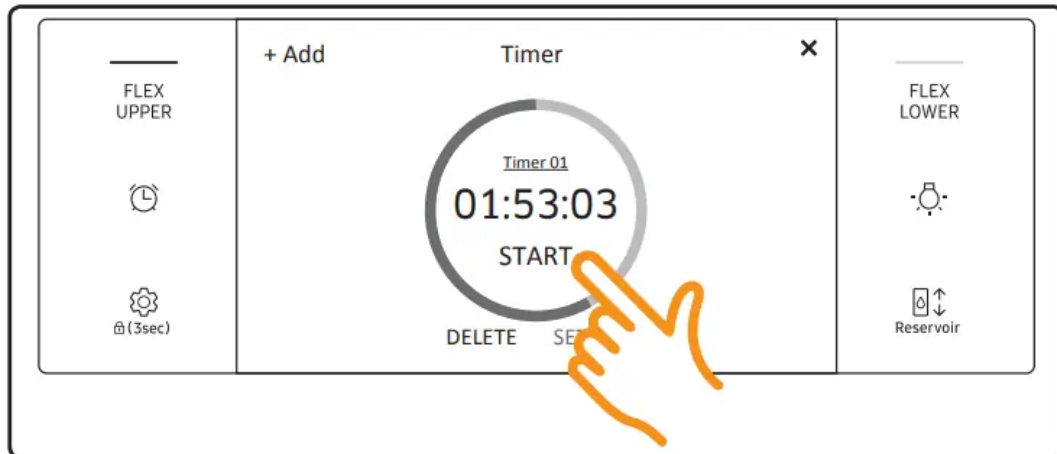 + Add
Timer
FLEX
UPPER
FLEX
LOWER
Timer 01
01:53:03
START
(3sec)
Reservoir
DELETE